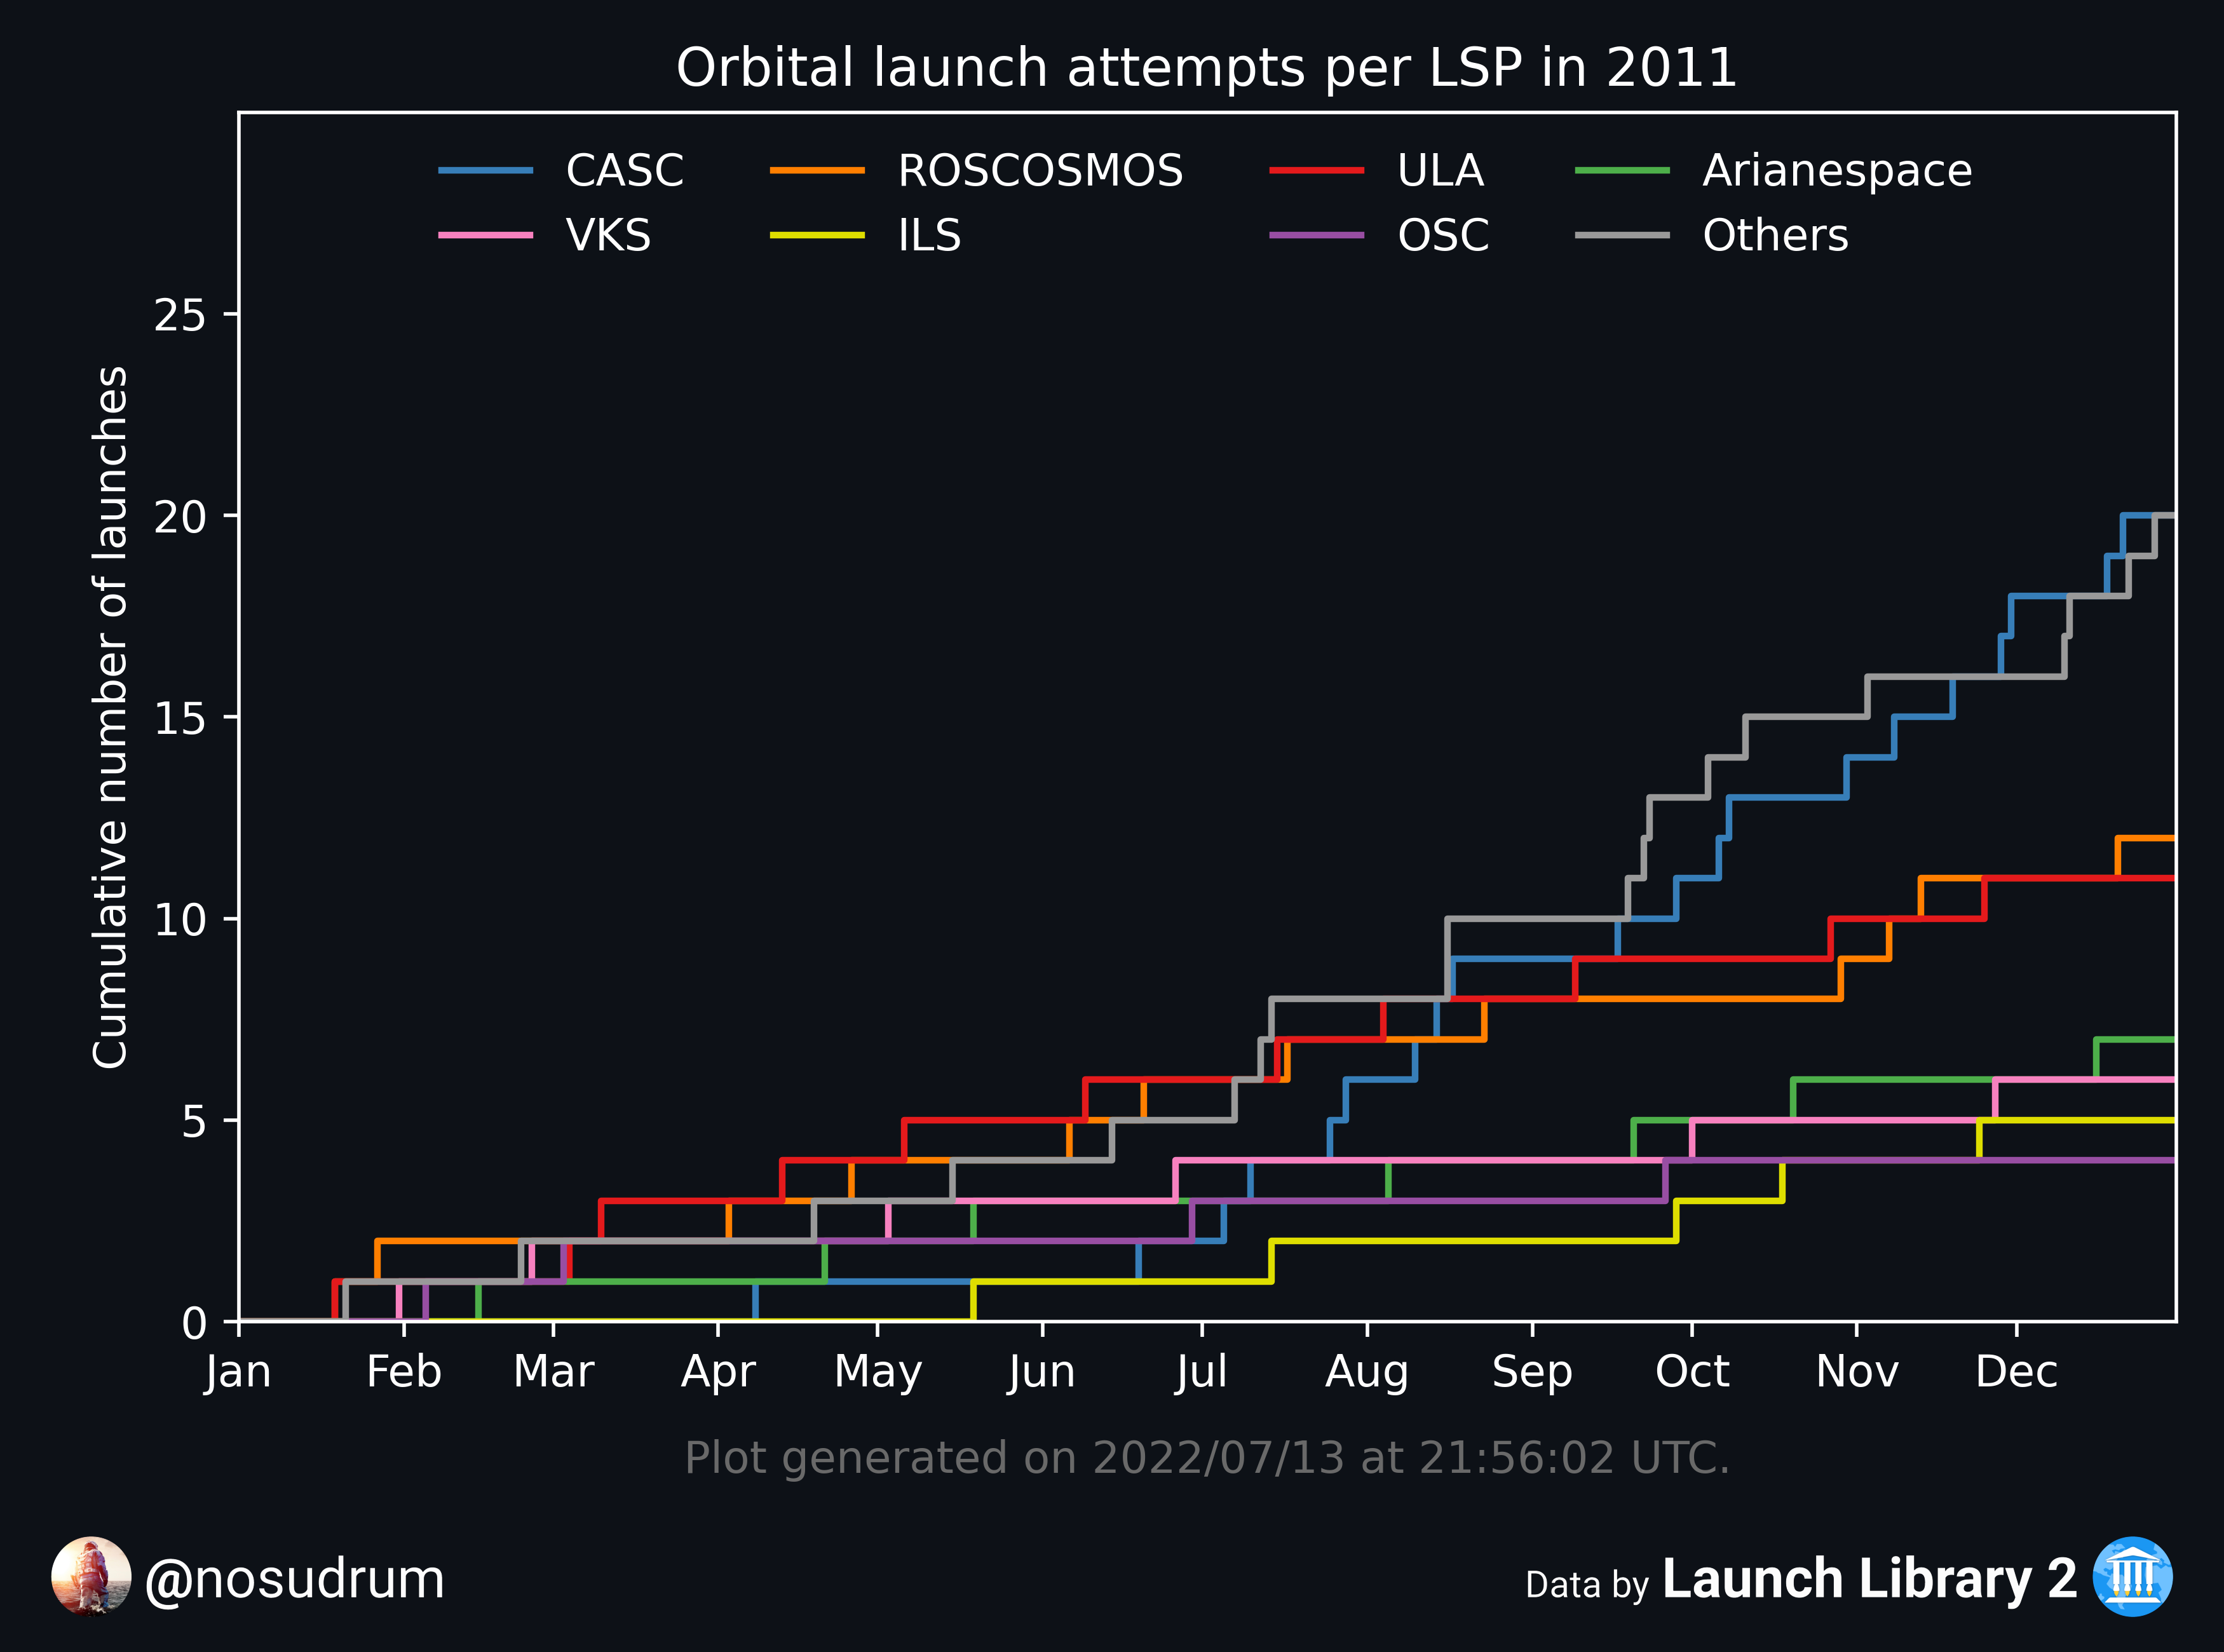 Orbital launch attempts per LSP in 2011
CASC ROSCOSMOS ULA Arianespace
VKS ILS OSC Others
Cumulative number of launches
25
20
15
10
5
0
Jan Feb Mar Apr May Jun Jul Aug Sep Oct Nov Dec
Plot generated on 2022/07/13 at 21:56:02 UTC.
@nosudrum
Data by Launch Library 2